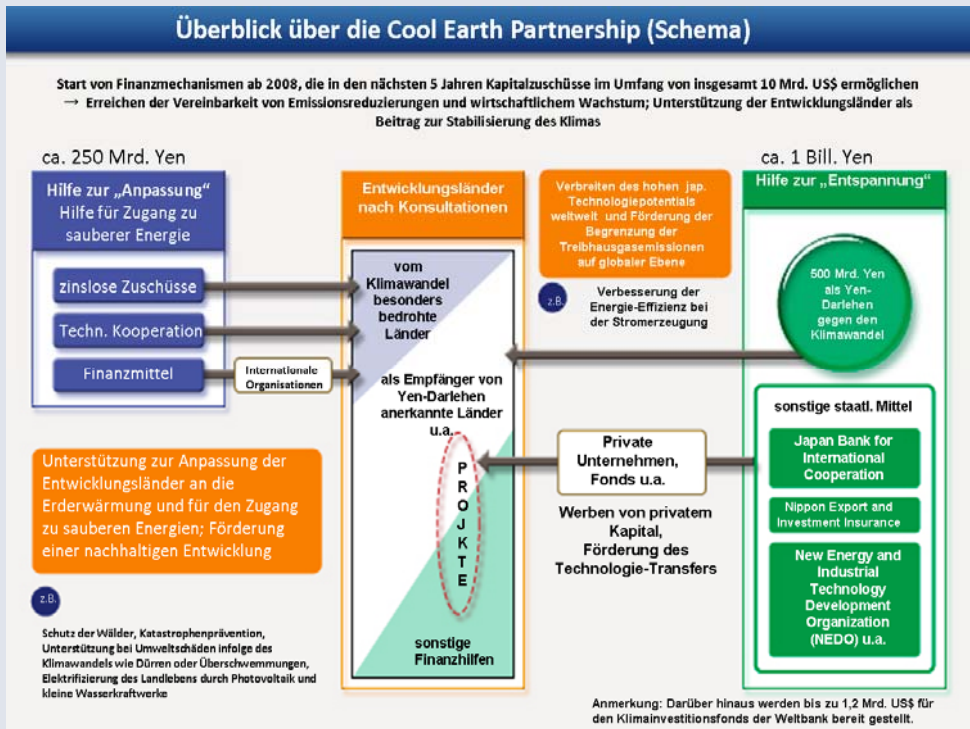 Überblick über die Cool Earth Partnership (Schema)
Start von Finanzmechanismen ab 2008, die in den nächsten 5 Jahren Kapitalzuschüsse im Umfang von insgesamt 10 Mrd. US$ ermöglichen
→ Erreichen der Vereinbarkeit von Emissionsreduzierungen und wirtschaftlichem Wachstum; Unterstützung der Entwicklungsländer als
Beitrag zur Stabilisierung des Klimas
ca. 250 Mrd. Yen
Hilfe zur „Anpassung"
Hilfe für Zugang zu
sauberer Energie
zinslose Zuschüsse
Techn. Kooperation
Finanzmittel
Internationale
Organisationen
Unterstützung zur Anpassung der
Entwicklungsländer an die
Erderwärmung und für den Zugang
zu sauberen Energien; Förderung
einer nachhaltigen Entwicklung
z.B.
Schutz der Wälder, Katastrophenprävention,
Unterstützung bei Umweltschäden infolge des
Klimawandels wie Dürren oder Überschwemmungen,
Elektrifizierung des Landlebens durch Photovoltaik und
kleine Wasserkraftwerke
Entwicklungsländer
nach Konsultationen
vom
Klimawandel
besonders
bedrohte
Länder
als Empfänger von
Yen-Darlehen
anerkannte Länder
u.a.
P
R
O
J
K
T
E
sonstige
Finanzhilfen
Verbreiten des hohen jap.
Technologiepotentials
weltweit und Förderung der
Begrenzung der
Treibhausgasemissionen
auf globaler Ebene
z.B.
Verbesserung der
Energie-Effizienz bei
der Stromerzeugung
Private
Unternehmen,
Fonds u.a.
Werben von privatem
Kapital,
Förderung des
Technologie-Transfers
ca. 1 Bill. Yen
Hilfe zur „Entspannung"
500 Mrd. Yen
als Yen-
Darlehen
gegen den
Klimawandel
sonstige staatl. Mittel
Japan Bank for
International
Cooperation
Nippon Export and
Investment Insurance
New Energy and
Industrial
Technology
Development
Organization
(NEDO) u.a.
Anmerkung: Darüber hinaus werden bis zu 1,2 Mrd. US$ für
den Klimainvestitionsfonds der Weltbank bereit gestellt.